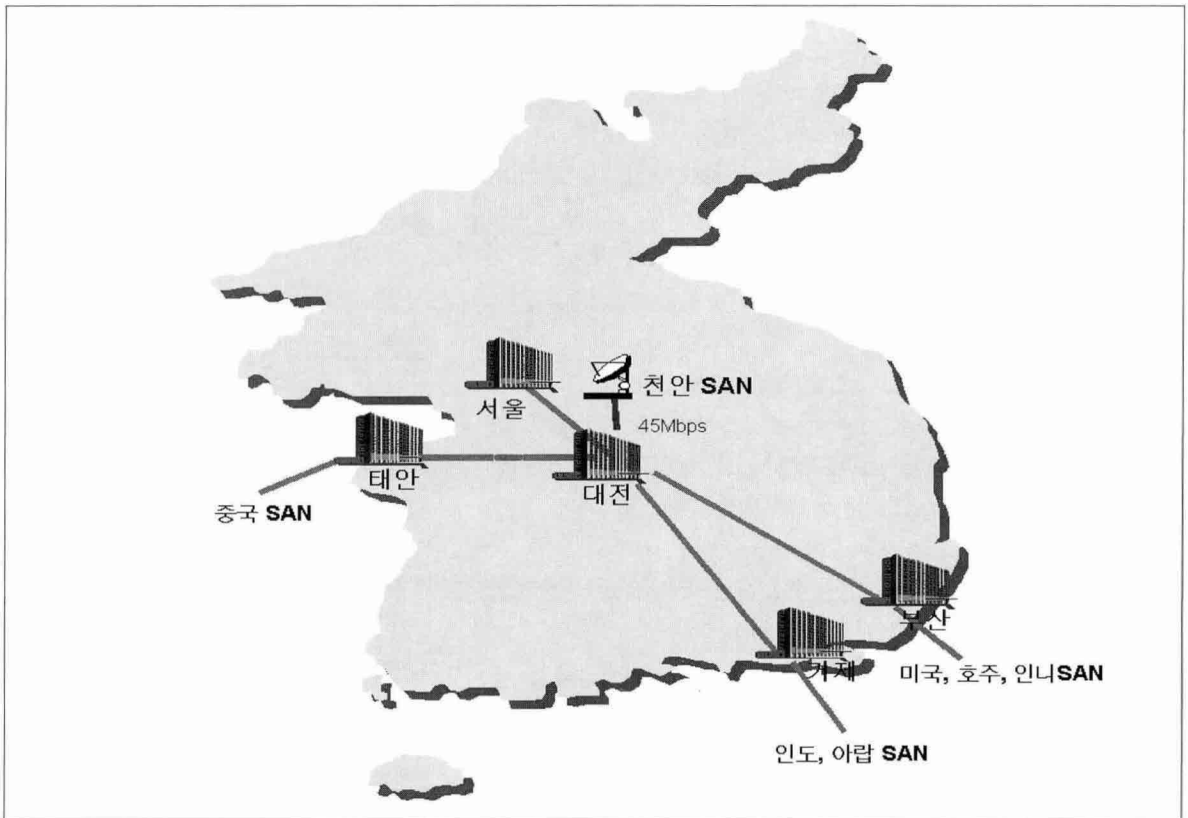 천안 SAN
서울
45Mbps
태안
대전
중국 SAN
부산
거제
미국, 호주, 인니SAN
인도, 아랍 SAN